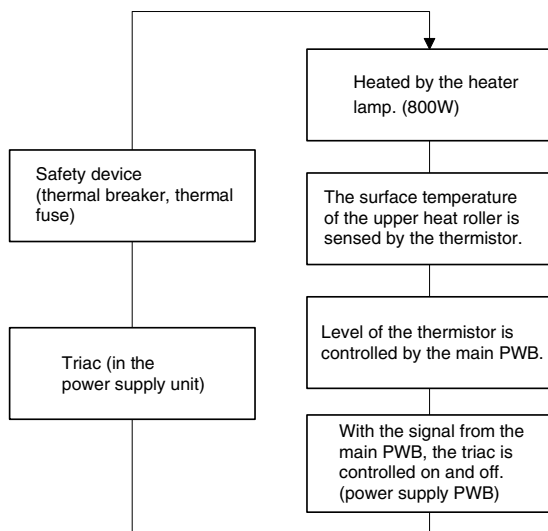 Heated by the heater
lamp. (800W)
Safety device
(thermal breaker, thermal
fuse)
The surface temperature
of the upper heat roller is
sensed by the thermistor.
Level of the thermistor is
controlled by the main PWB.
Triac (in the
power supply unit)
With the signal from the
main PWB, the triac is
controlled on and off.
(power supply PWB)